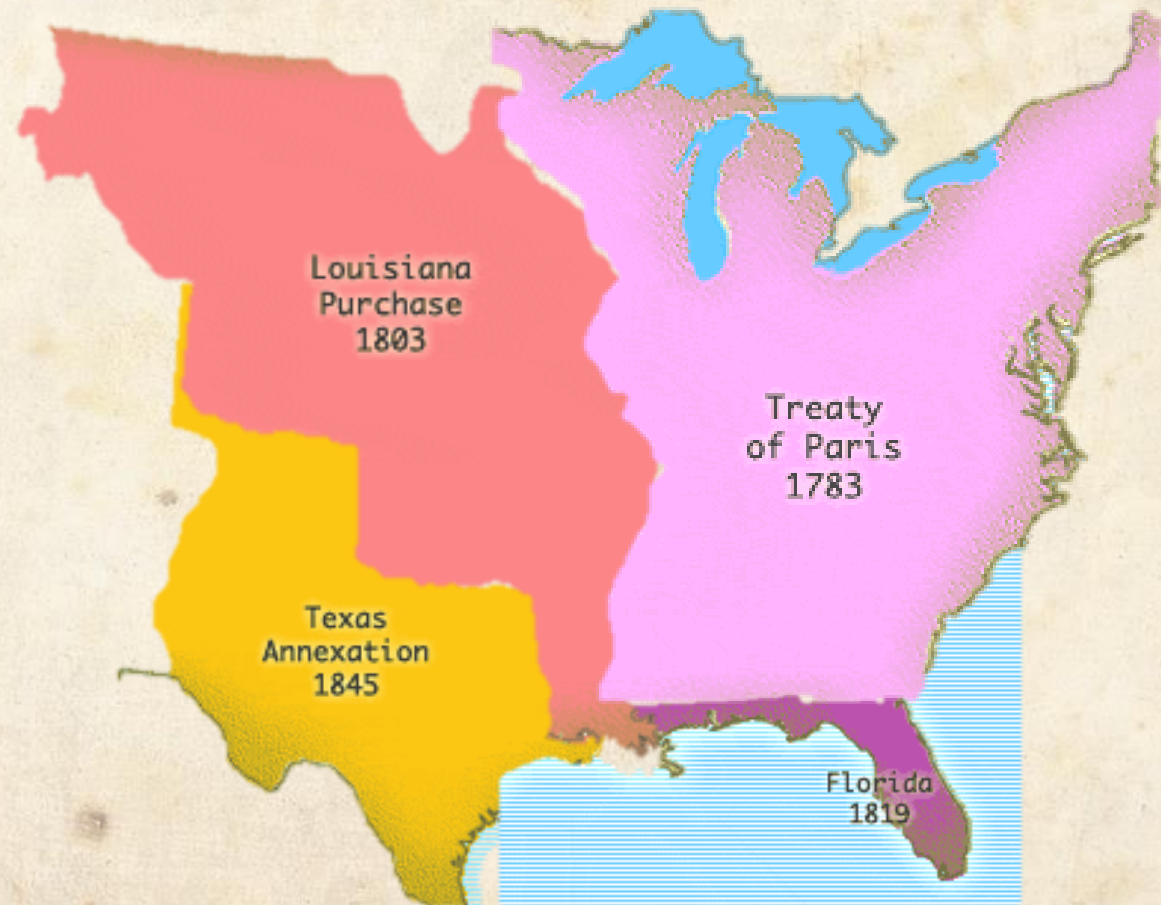 Louisiana
Purchase
1803
Treaty
of Paris
1783
Texas
Annexation
1845
Florida
1819